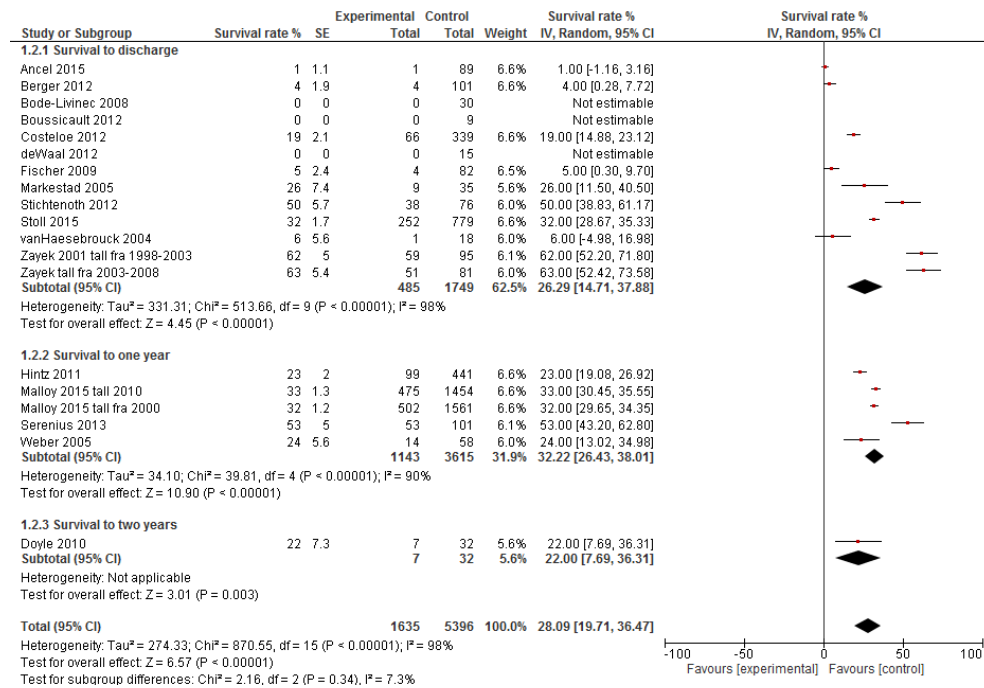 Experimental Control Survival rate % Survival rate %
Study or Subgroup Survival rate % SE Total Total Weight IV, Random, 95% CI IV, Random, 95% CI
1.2.1 Survival to discharge
Ancel 2015 1 1.1 1 89 6.6% 1.00 [-1.16, 3.16]
Berger 2012 4 1.9 4 101 6.6% 4.00 [0.28, 7.72]
Bode-Livinec 2008 0 0 0 30 Not estimable
Boussicault 2012 0 0 0 9 Not estimable
Costeloe 2012 19 2.1 66 339 6.6% 19.00 [14.88, 23.12]
deWaal 2012 0 0 0 15 Not estimable
Fischer 2009 5 2.4 4 82 6.5% 5.00 [0.30, 9.70]
Markestad 2005 26 7.4 9 35 5.6% 26.00 [11.50, 40.50]
Stichtenoth 2012 50 5.7 38 76 6.0% 50.00 [38.83, 61.17]
Stoll 2015 32 1.7 252 779 6.6% 32.00 [28.67, 35.33]
vanHaesebrouck 2004 6 5.6 1 18 6.0% 6.00 [-4.98, 16.98]
Zayek 2001 tall fra 1998-2003 62 5 59 95 6.1% 62.00 [52.20, 71.80]
Zayek tall fra 2003-2008 63 5.4 51 81 6.0% 63.00 [52.42, 73.58]
Subtotal (95% CI) 485 1749 62.5% 26.29 [14.71, 37.88]
Heterogeneity: Tau² = 331.31; Chi² = 513.66, df = 9 (P < 0.00001); I² = 98%
Test for overall effect: Z = 4.45 (P < 0.00001)
1.2.2 Survival to one year
Hintz 2011 23 2 99 441 6.6% 23.00 [19.08, 26.92]
Malloy 2015 tall 2010 33 1.3 475 1454 6.6% 33.00 [30.45, 35.55]
Malloy 2015 tall fra 2000 32 1.2 502 1561 6.6% 32.00 [29.65, 34.35]
Serenius 2013 53 5 53 101 6.1% 53.00 [43.20, 62.80]
Weber 2005 24 5.6 14 58 6.0% 24.00 [13.02, 34.98]
Subtotal (95% CI) 1143 3615 31.9% 32.22 [26.43, 38.01]
Heterogeneity: Tau² = 34.10; Chi² = 39.81, df = 4 (P < 0.00001); I² = 90%
Test for overall effect: Z = 10.90 (P < 0.00001)
1.2.3 Survival to two years
Doyle 2010 22 7.3 7 32 5.6% 22.00 [7.69, 36.31]
Subtotal (95% CI) 7 32 5.6% 22.00 [7.69, 36.31]
Heterogeneity: Not applicable
Test for overall effect: Z = 3.01 (P = 0.003)
Total (95% CI) 1635 5396 100.0% 28.09 [19.71, 36.47]
Heterogeneity: Tau² = 274.33; Chi² = 870.55, df = 15 (P < 0.00001); I² = 98%
Test for overall effect: Z = 6.57 (P < 0.00001)
Test for subgroup differences: Chi² = 2.16, df = 2 (P = 0.34), I² = 7.3%
-100 -50 0 50 100
Favours [experimental] Favours [control]